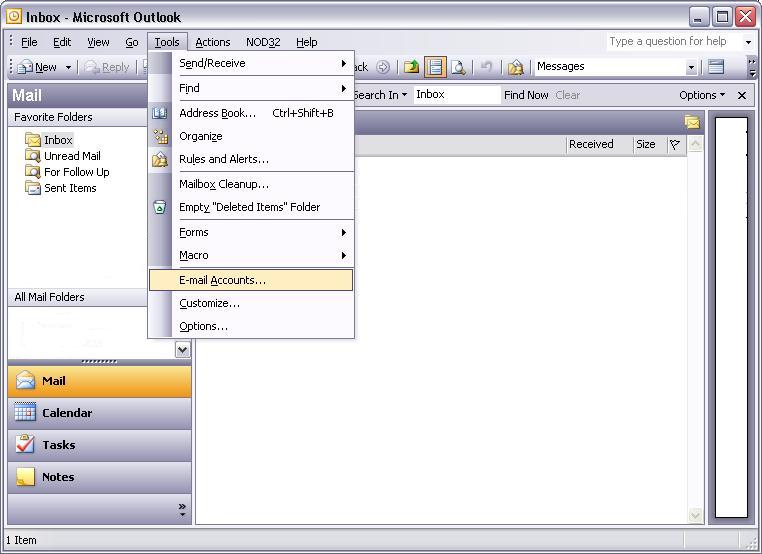 Inbox - Microsoft Outlook
File Edit View Go Tools Actions NOD32 Help Type a question for help
New Reply ack Messages
Mail
Search In Inbox Find Now Clear Options
Favorite Folders
Inbox
Unread Mail
For Follow Up
Sent Items
All Mail Folders
Send/Receive
Find
Address Book... Ctrl+Shift+B
Organize
Rules and Alerts...
Mailbox Cleanup...
Empty "Deleted Items" Folder
Forms
Macro
E-mail Accounts...
Customize...
Options...
Received Size
Mail
Calendar
Tasks
Notes
1 Item